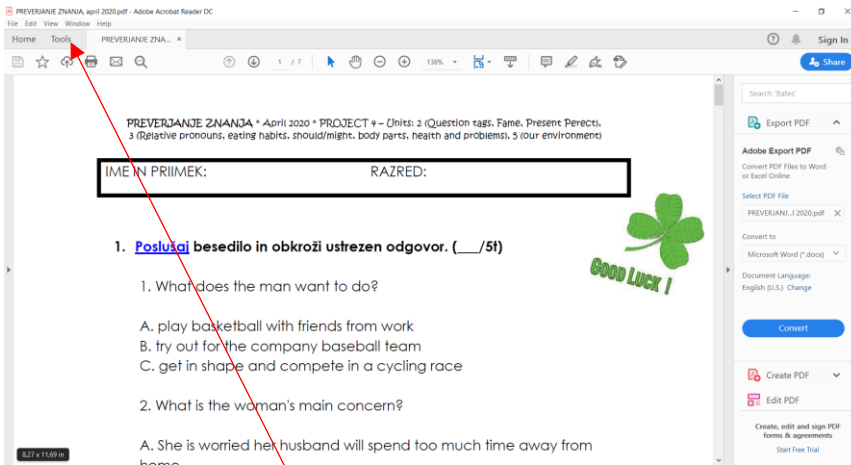 PREVERJANJE ZNANJA, april 2020.pdf - Adobe Acrobat Reader DC
File Edit View Window Help
Home Tools PREVERJANJE ZNA... × Sign In
1 / 7 138% Share
Search 'Bates'
PREVERJANJE ZNANJA * April 2020 * PROJECT 4 – Units: 2 (Question tags, Fame, Present Perect),
3 (Relative pronouns, eating habits, should/might, body parts, health and problems), 5 (our environment)
Export PDF
Adobe Export PDF
Convert PDF Files to Word
or Excel Online
IME IN PRIIMEK: RAZRED:
Select PDF File
PREVERJANJ...l 2020.pdf ×
Convert to
Microsoft Word (*.docx)
Document Language:
English (U.S.) Change
Convert
1. Poslušaj besedilo in obkroži ustrezen odgovor. (___/5t)
GOOD LUCK !
1. What does the man want to do?
A. play basketball with friends from work
B. try out for the company baseball team
C. get in shape and compete in a cycling race
2. What is the woman's main concern?
A. She is worried her husband will spend too much time away from
home
Create PDF
Edit PDF
Create, edit and sign PDF
forms & agreements
Start Free Trial
8,27 x 11,69 in